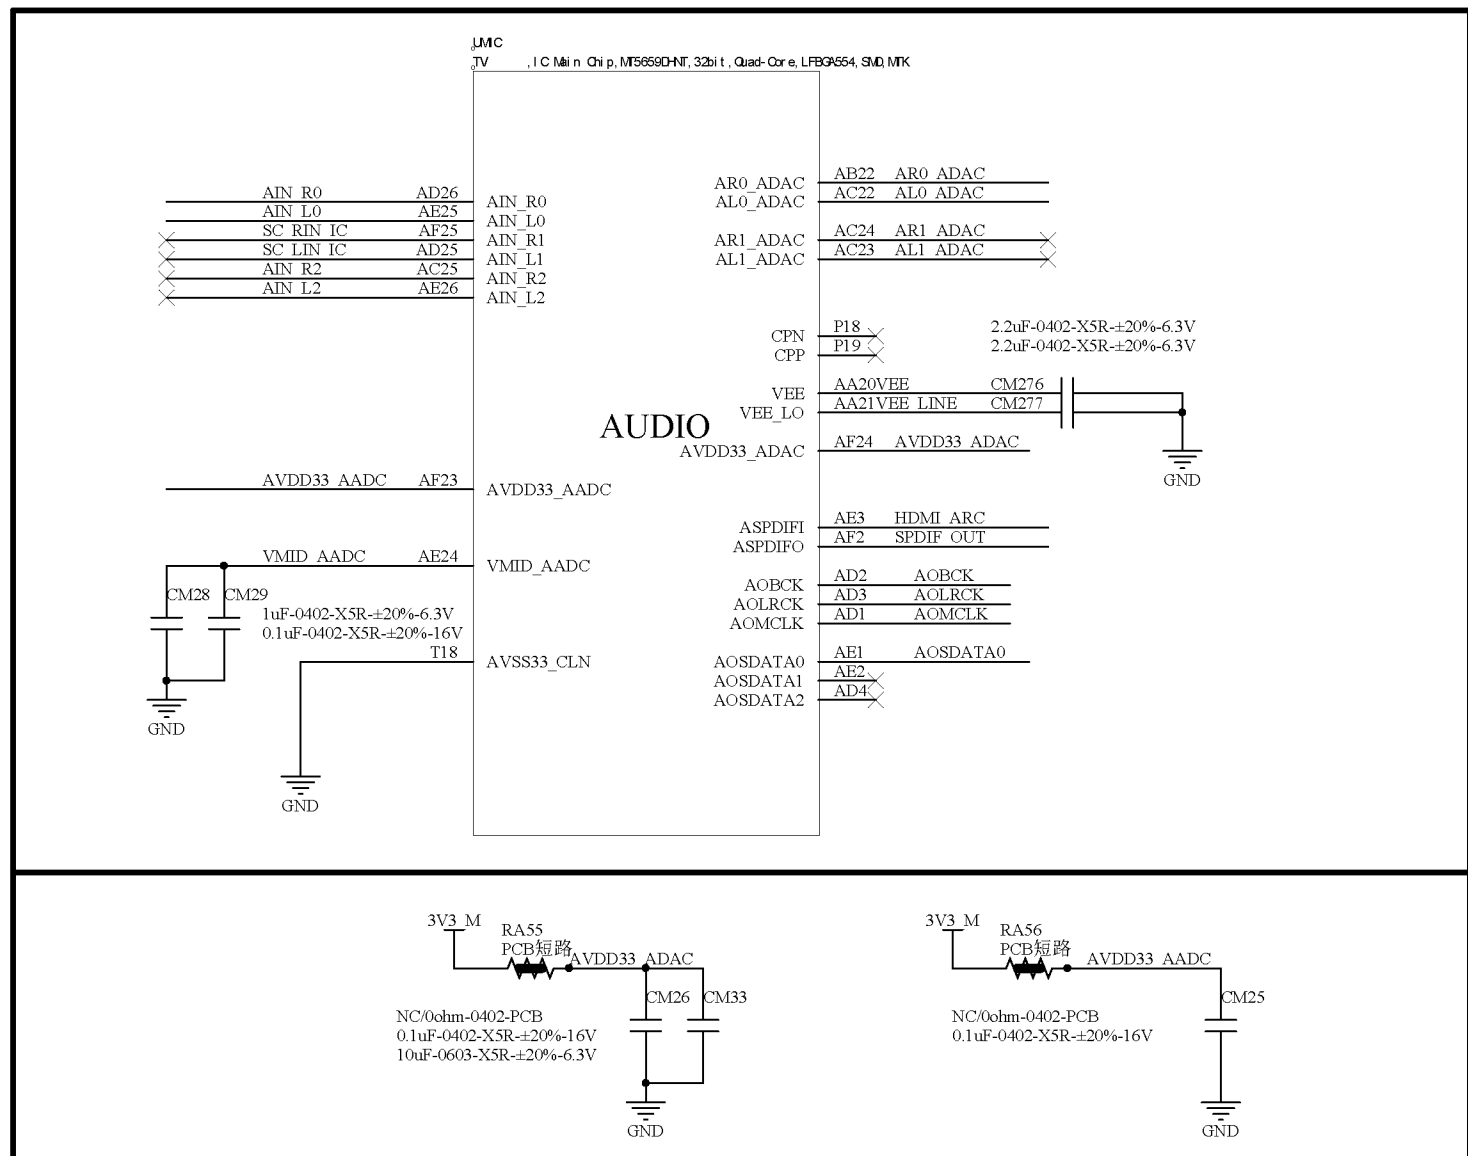 UMIC
TV , IC Main Chip, MT5659DHNT, 32bit, Quad-Core, LFBGA554, SMD, MTK
AIN_R0 AD26 AIN_R0
AIN_L0 AE25 AIN_L0
SC_RIN_IC AF25 AIN_R1
SC_LIN_IC AD25 AIN_L1
AIN_R2 AC25 AIN_R2
AIN_L2 AE26 AIN_L2
AR0_ADAC AB22 AR0_ADAC
AL0_ADAC AC22 AL0_ADAC
AR1_ADAC AC24 AR1_ADAC
AL1_ADAC AC23 AL1_ADAC
CPN P18 2.2uF-0402-X5R-±20%-6.3V
CPP P19 2.2uF-0402-X5R-±20%-6.3V
VEE AA20 VEE CM276
VEE_LO AA21 VEE_LINE CM277
AUDIO
AVDD33_ADAC AF24 AVDD33_ADAC
GND
AVDD33_AADC AF23 AVDD33_AADC
ASPDIFI AE3 HDMI_ARC
ASPDIFO AF2 SPDIF_OUT
VMID_AADC AE24 VMID_AADC
AOBCK AD2 AOBCK
AOLRCK AD3 AOLRCK
AOMCLK AD1 AOMCLK
CM28 CM29
1uF-0402-X5R-±20%-6.3V
0.1uF-0402-X5R-±20%-16V
T18 AVSS33_CLN
AOSDATA0 AE1 AOSDATA0
AOSDATA1 AE2
AOSDATA2 AD4
GND
GND
3V3_M
RA55
PCB短路
AVDD33_ADAC
CM26 CM33
NC/0ohm-0402-PCB
0.1uF-0402-X5R-±20%-16V
10uF-0603-X5R-±20%-6.3V
GND
3V3_M
RA56
PCB短路
AVDD33_AADC
CM25
NC/0ohm-0402-PCB
0.1uF-0402-X5R-±20%-16V
GND